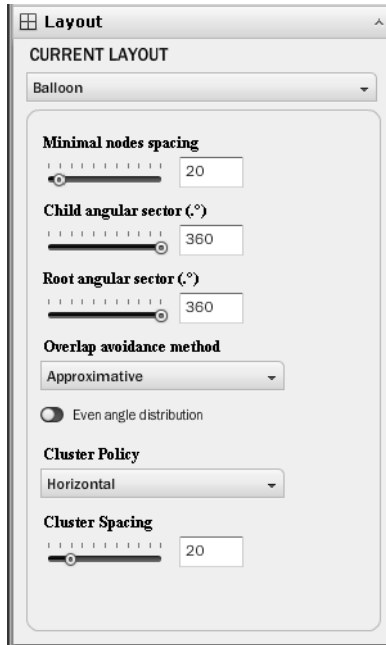 Layout
CURRENT LAYOUT
Balloon
Minimal nodes spacing
20
Child angular sector (.°)
360
Root angular sector (.°)
360
Overlap avoidance method
Approximative
Even angle distribution
Cluster Policy
Horizontal
Cluster Spacing
20